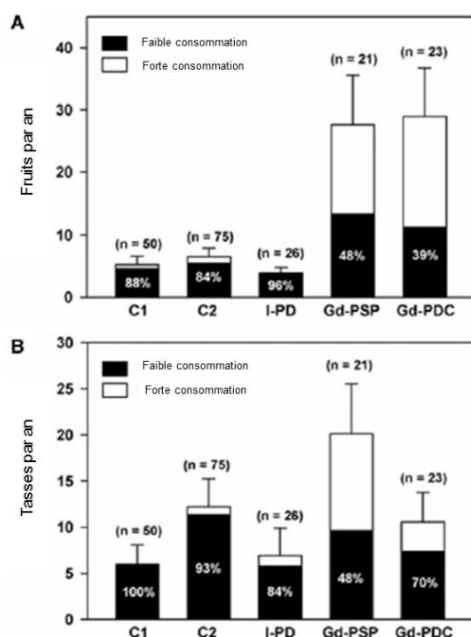 A
40
30
20
10
0
Fruits par an
Faible consommation
Forte consommation
(n = 50)
(n = 75)
(n = 26)
(n = 21)
(n = 23)
88%
84%
96%
48%
39%
C1 C2 I-PD Gd-PSP Gd-PDC
B
30
25
20
15
10
5
0
Tasses par an
Faible consommation
Forte consommation
(n = 50)
(n = 75)
(n = 26)
(n = 21)
(n = 23)
100%
93%
84%
48%
70%
C1 C2 I-PD Gd-PSP Gd-PDC